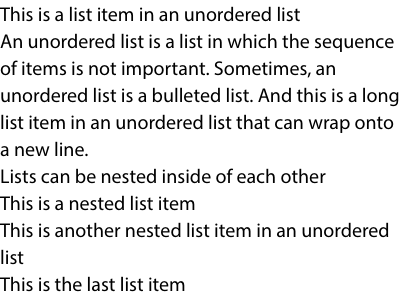 This is a list item in an unordered list
An unordered list is a list in which the sequence
of items is not important. Sometimes, an
unordered list is a bulleted list. And this is a long
list item in an unordered list that can wrap onto
a new line.
Lists can be nested inside of each other
This is a nested list item
This is another nested list item in an unordered
list
This is the last list item